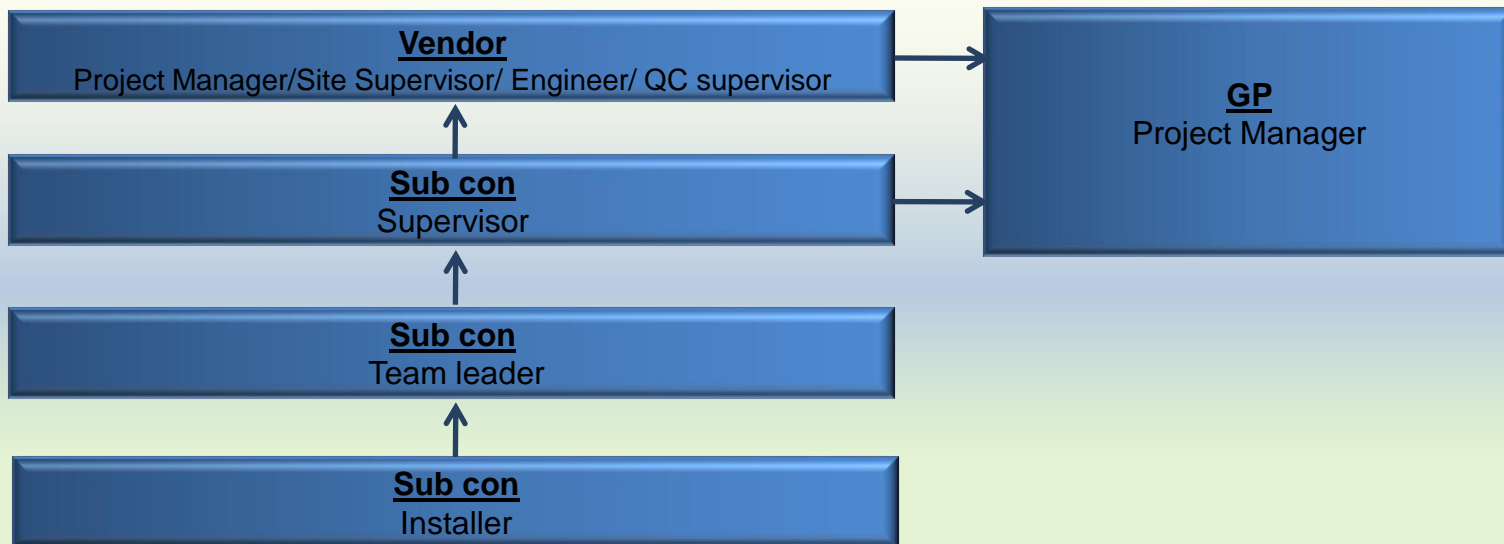 Vendor
Project Manager/Site Supervisor/ Engineer/ QC supervisor
GP
Project Manager
Sub con
Supervisor
Sub con
Team leader
Sub con
Installer